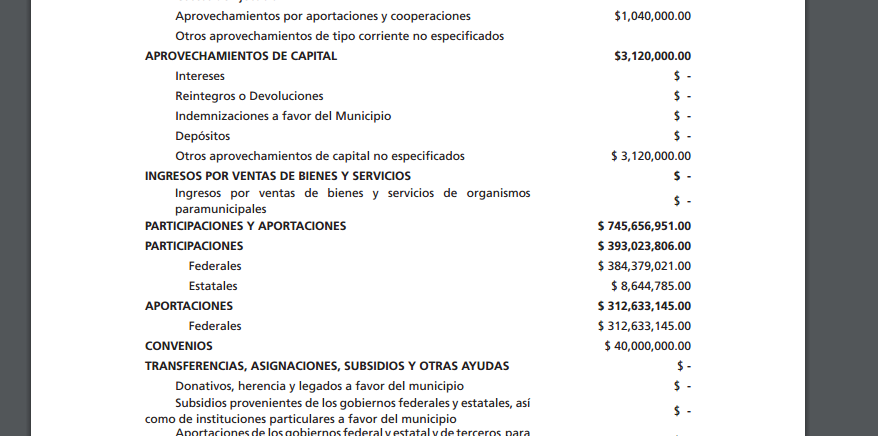 Aprovechamientos por aportaciones y cooperaciones $1,040,000.00
Otros aprovechamientos de tipo corriente no especificados
APROVECHAMIENTOS DE CAPITAL $3,120,000.00
Intereses $ -
Reintegros o Devoluciones $ -
Indemnizaciones a favor del Municipio $ -
Depósitos $ -
Otros aprovechamientos de capital no especificados $ 3,120,000.00
INGRESOS POR VENTAS DE BIENES Y SERVICIOS $ -
Ingresos por ventas de bienes y servicios de organismos
paramunicipales $ -
PARTICIPACIONES Y APORTACIONES $ 745,656,951.00
PARTICIPACIONES $ 393,023,806.00
Federales $ 384,379,021.00
Estatales $ 8,644,785.00
APORTACIONES $ 312,633,145.00
Federales $ 312,633,145.00
CONVENIOS $ 40,000,000.00
TRANSFERENCIAS, ASIGNACIONES, SUBSIDIOS Y OTRAS AYUDAS $ -
Donativos, herencia y legados a favor del municipio $ -
Subsidios provenientes de los gobiernos federales y estatales, así
como de instituciones particulares a favor del municipio $ -
Aportaciones de los gobiernos federal y estatal y de terceros para